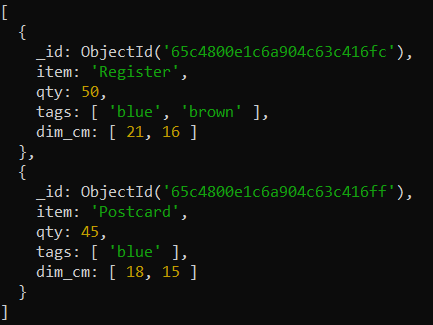 [
  {
    _id: ObjectId('65c4800e1c6a904c63c416fc'),
    item: 'Register',
    qty: 50,
    tags: [ 'blue', 'brown' ],
    dim_cm: [ 21, 16 ]
  },
  {
    _id: ObjectId('65c4800e1c6a904c63c416ff'),
    item: 'Postcard',
    qty: 45,
    tags: [ 'blue' ],
    dim_cm: [ 18, 15 ]
  }
]